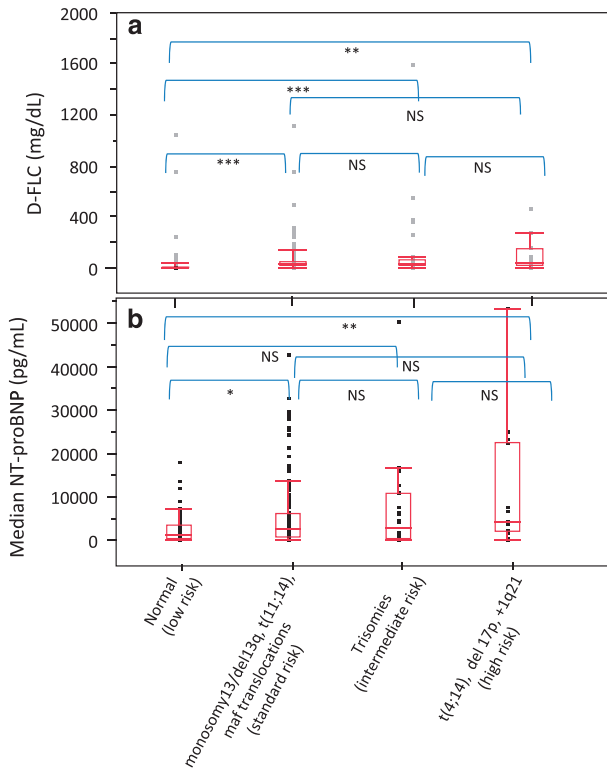 a
2000
1600
1200
800
400
0
D-FLC (mg/dL)
**
***
NS
***
NS
NS
b
50000
40000
30000
20000
10000
0
Median NT-proBNP (pg/mL)
**
NS
NS
*
NS
NS
Normal
(low risk)
monosomy13/del13q, t(11;14),
maf translocations
(standard risk)
Trisomies
(intermediate risk)
t(4;14), del 17p, +1q21
(high risk)